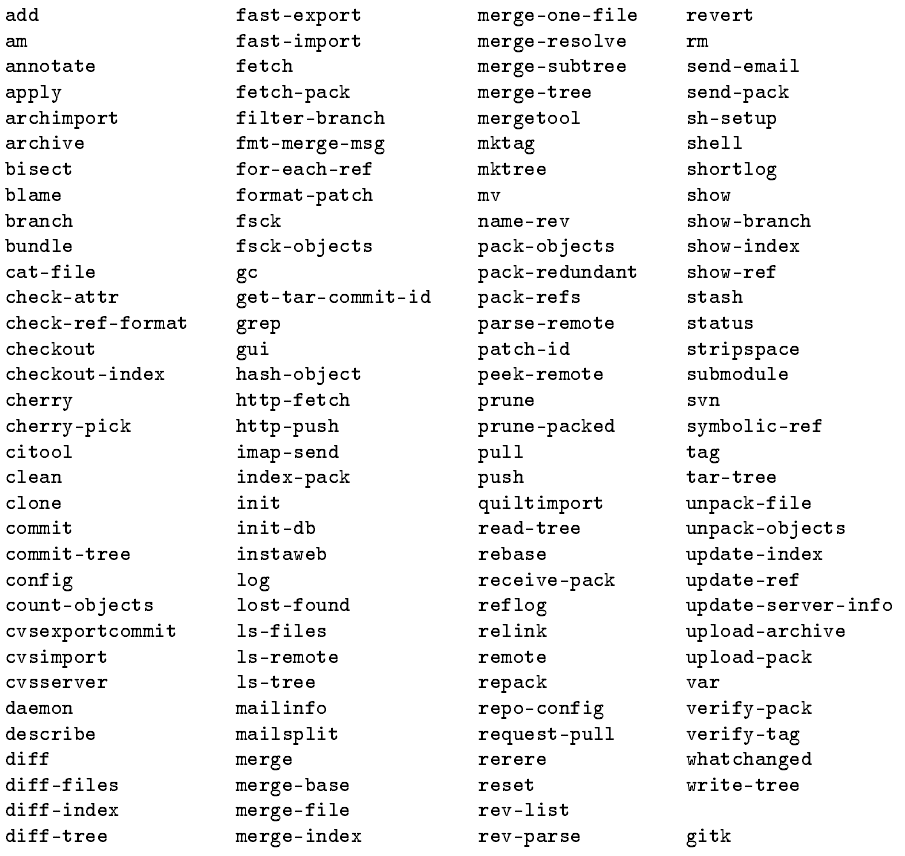 add
am
annotate
apply
archimport
archive
bisect
blame
branch
bundle
cat-file
check-attr
check-ref-format
checkout
checkout-index
cherry
cherry-pick
citool
clean
clone
commit
commit-tree
config
count-objects
cvsexportcommit
cvsimport
cvsserver
daemon
describe
diff
diff-files
diff-index
diff-tree
fast-export
fast-import
fetch
fetch-pack
filter-branch
fmt-merge-msg
for-each-ref
format-patch
fsck
fsck-objects
gc
get-tar-commit-id
grep
gui
hash-object
http-fetch
http-push
imap-send
index-pack
init
init-db
instaweb
log
lost-found
ls-files
ls-remote
ls-tree
mailinfo
mailsplit
merge
merge-base
merge-file
merge-index
merge-one-file
merge-resolve
merge-subtree
merge-tree
mergetool
mktag
mktree
mv
name-rev
pack-objects
pack-redundant
pack-refs
parse-remote
patch-id
peek-remote
prune
prune-packed
pull
push
quiltimport
read-tree
rebase
receive-pack
reflog
relink
remote
repack
repo-config
request-pull
rerere
reset
rev-list
rev-parse
revert
rm
send-email
send-pack
sh-setup
shell
shortlog
show
show-branch
show-index
show-ref
stash
status
stripspace
submodule
svn
symbolic-ref
tag
tar-tree
unpack-file
unpack-objects
update-index
update-ref
update-server-info
upload-archive
upload-pack
var
verify-pack
verify-tag
whatchanged
write-tree
gitk